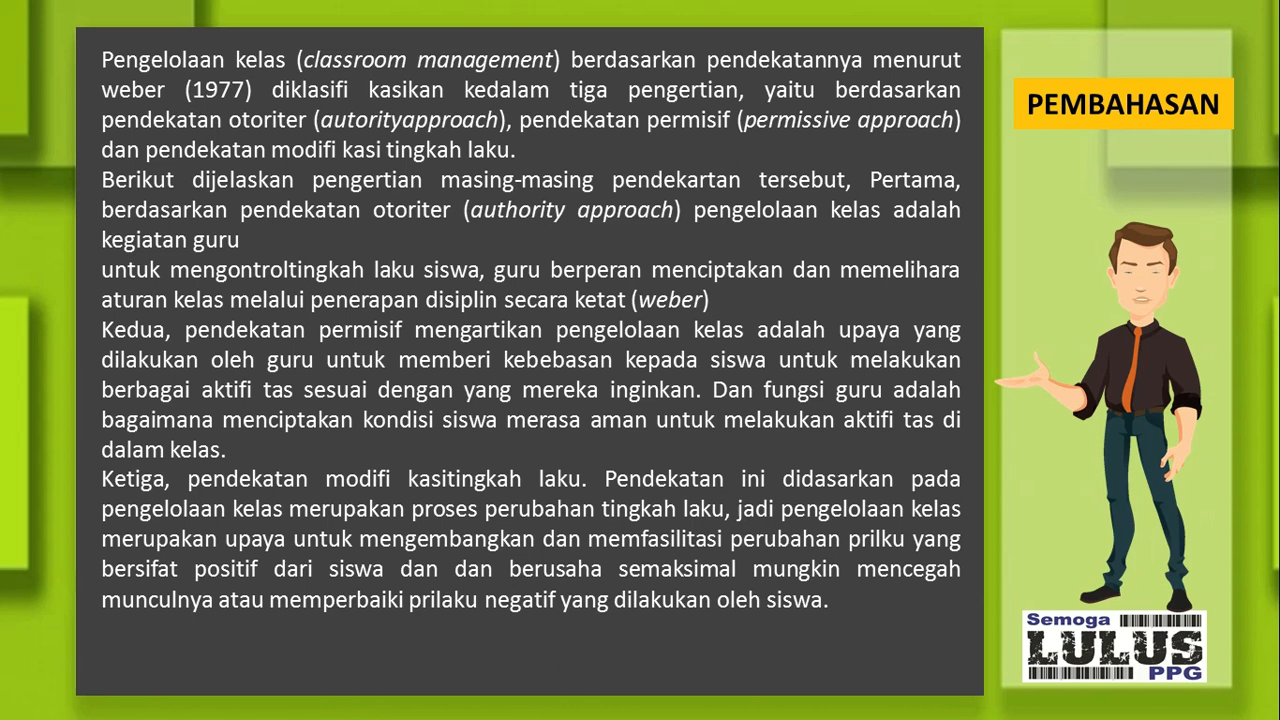 Pengelolaan kelas (classroom management) berdasarkan pendekatannya menurut
weber (1977) diklasifi kasikan kedalam tiga pengertian, yaitu berdasarkan
pendekatan otoriter (autorityapproach), pendekatan permisif (permissive approach)
dan pendekatan modifi kasi tingkah laku.
Berikut dijelaskan pengertian masing-masing pendekartan tersebut, Pertama,
berdasarkan pendekatan otoriter (authority approach) pengelolaan kelas adalah
kegiatan guru
untuk mengontroltingkah laku siswa, guru berperan menciptakan dan memelihara
aturan kelas melalui penerapan disiplin secara ketat (weber)
Kedua, pendekatan permisif mengartikan pengelolaan kelas adalah upaya yang
dilakukan oleh guru untuk memberi kebebasan kepada siswa untuk melakukan
berbagai aktifi tas sesuai dengan yang mereka inginkan. Dan fungsi guru adalah
bagaimana menciptakan kondisi siswa merasa aman untuk melakukan aktifi tas di
dalam kelas.
Ketiga, pendekatan modifi kasitingkah laku. Pendekatan ini didasarkan pada
pengelolaan kelas merupakan proses perubahan tingkah laku, jadi pengelolaan kelas
merupakan upaya untuk mengembangkan dan memfasilitasi perubahan prilku yang
bersifat positif dari siswa dan dan berusaha semaksimal mungkin mencegah
munculnya atau memperbaiki prilaku negatif yang dilakukan oleh siswa.
PEMBAHASAN
Semoga
LULUS
PPG